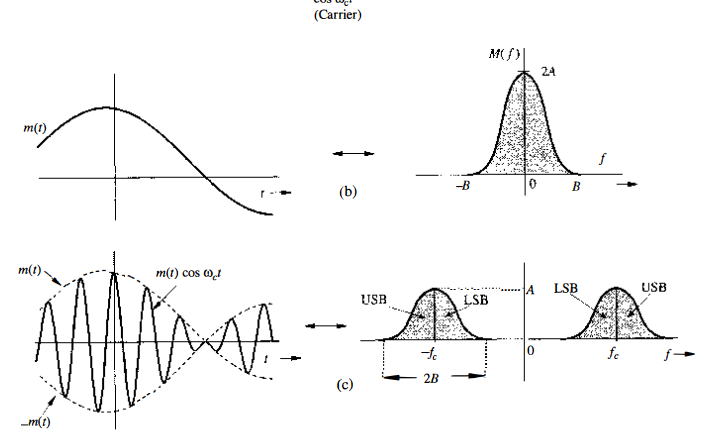 cos ω_c t
(Carrier)
M(f)
2A
m(t)
f
t
(b)
–B
0
B
m(t)
m(t) cos ω_c t
USB
LSB
A
LSB
USB
t
–f_c
0
f_c
f
2B
(c)
–m(t)